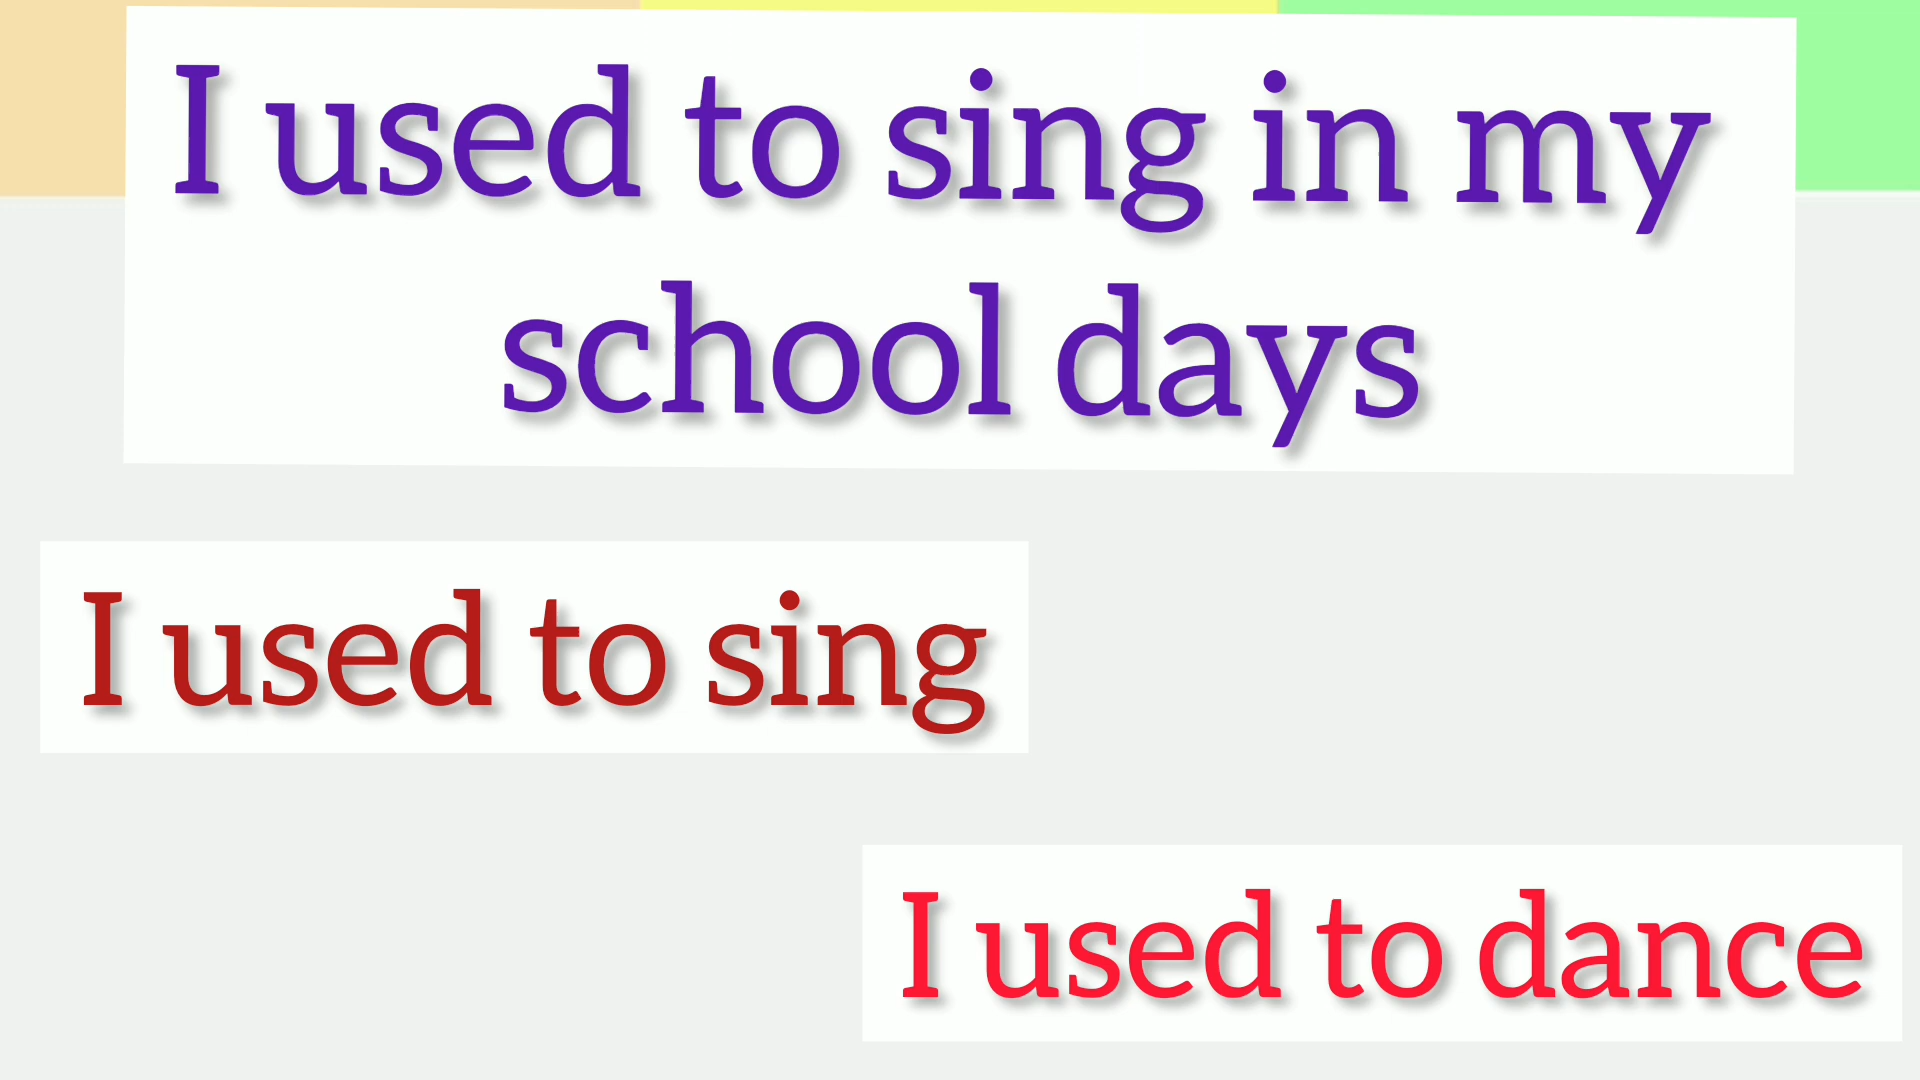 I used to sing in my
school days
I used to sing
I used to dance